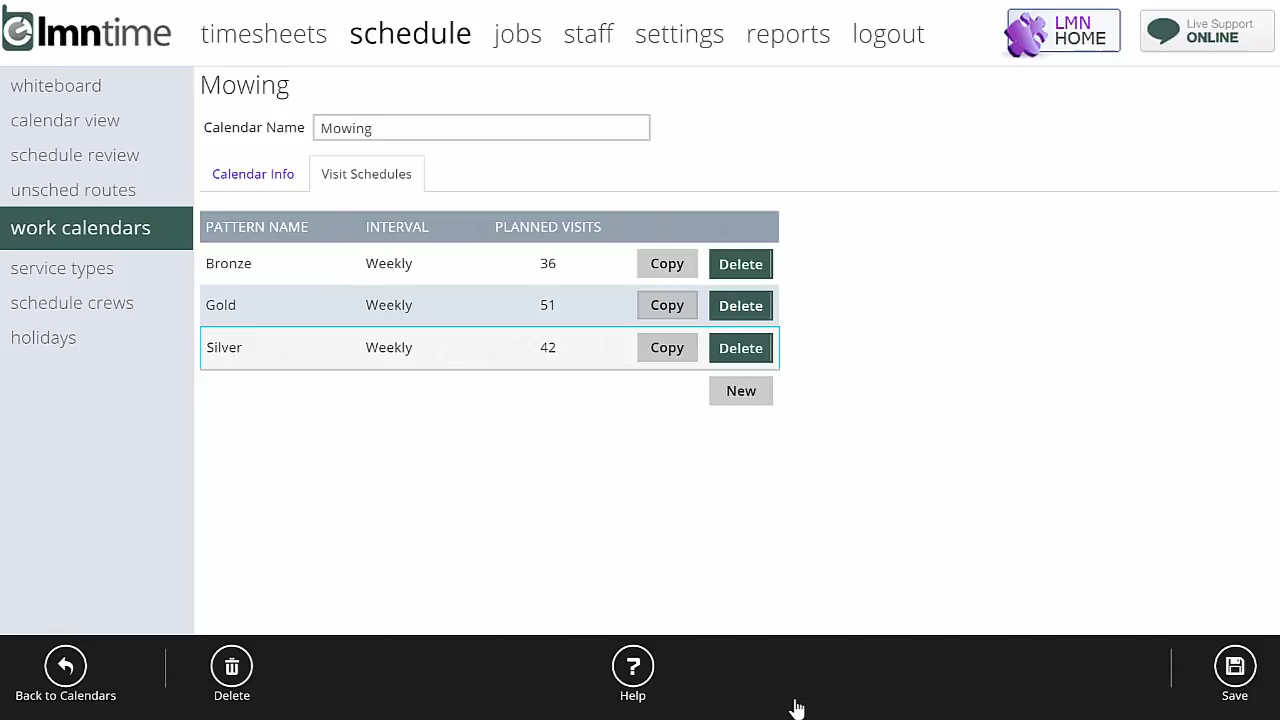 lmntime
timesheets schedule jobs staff settings reports logout
LMN
HOME
Live Support
ONLINE
whiteboard
calendar view
schedule review
unsched routes
work calendars
service types
schedule crews
holidays
Mowing
Calendar Name Mowing
Calendar Info Visit Schedules
PATTERN NAME INTERVAL PLANNED VISITS
Bronze Weekly 36 Copy Delete
Gold Weekly 51 Copy Delete
Silver Weekly 42 Copy Delete
New
Back to Calendars Delete ? Help Save